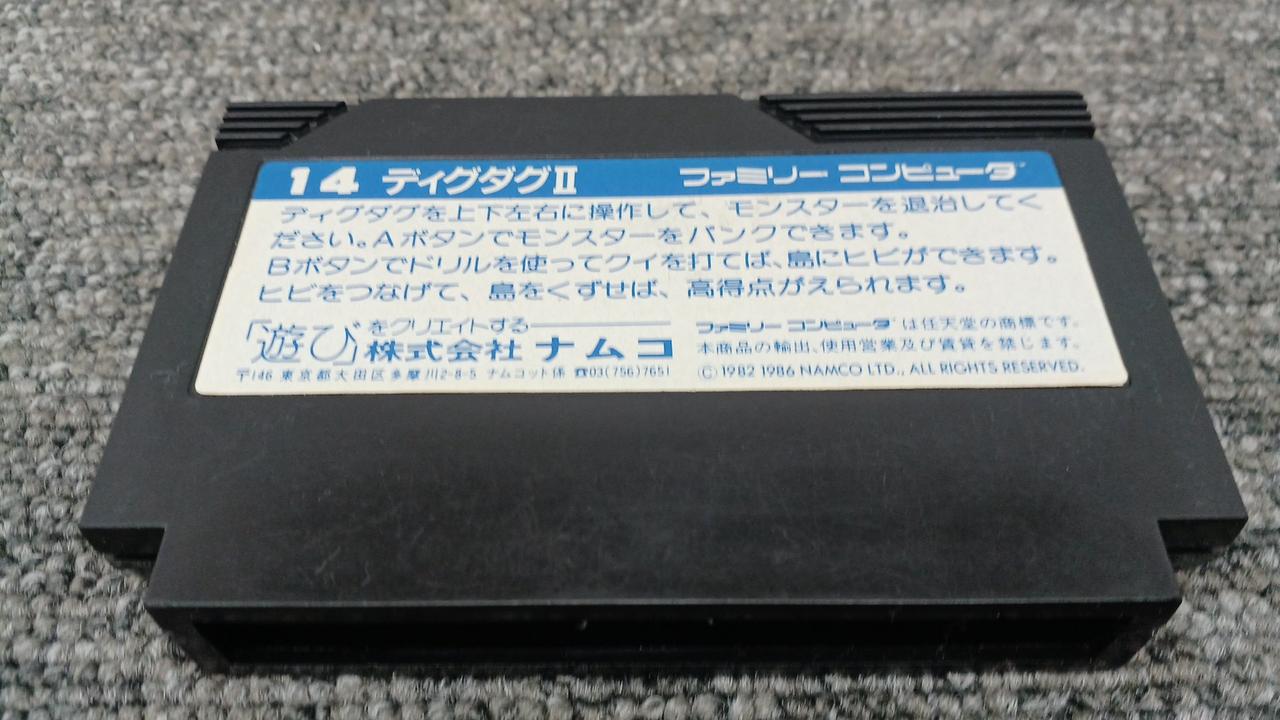 14 ディグダグII ファミリー コンピュータ
ディグダグを上下左右に操作して、モンスターを退治してく
ださい。Aボタンでモンスターをパンクできます。
Bボタンでドリルを使ってクイを打てば、島にヒビができます。
ヒビをつなげて、島をくずせば、高得点がえられます。
「遊び」をクリエイトする
株式会社 ナムコ
〒146 東京都大田区多摩川2-8-5 ナムコット係 ☎03(756)7651
ファミリー コンピュータは任天堂の商標です。
本商品の輸出、使用営業及び賃貸を禁じます。
Ⓒ1982 1986 NAMCO LTD., ALL RIGHTS RESERVED.